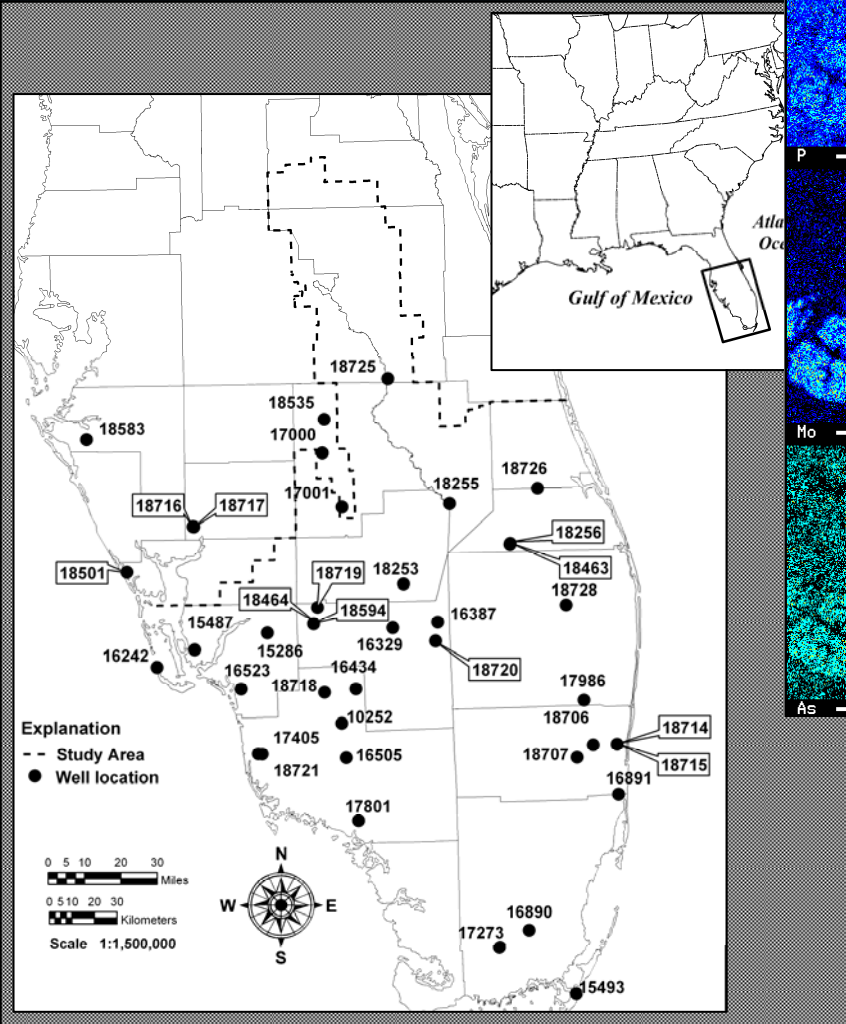 P
Atla
Oce
Gulf of Mexico
Mo
As
18725
18535
18583
17000
18726
17001
18255
18716
18717
18256
18463
18501
18719
18253
18464
18594
18728
15487
16387
15286
16329
16242
18720
16523
16434
18718
17986
10252
18706
18714
Explanation
Study Area
Well location
17405
16505
18707
18715
18721
16891
17801
0 5 10 20 30
Miles
0 5 10 20 30
Kilometers
Scale 1:1,500,000
N
W
E
S
16890
17273
15493